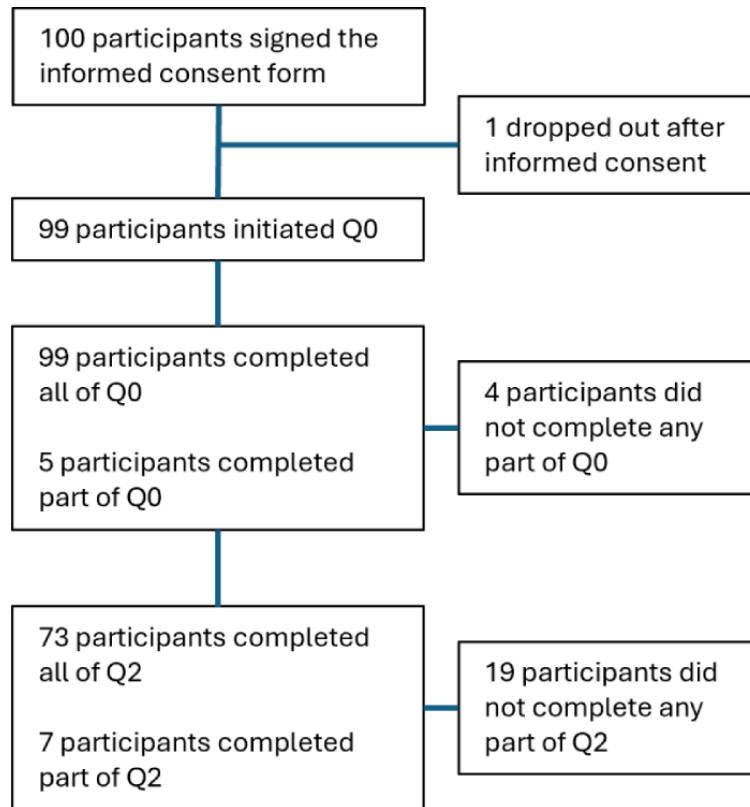 100 participants signed the
informed consent form
1 dropped out after
informed consent
99 participants initiated Q0
99 participants completed
all of Q0
5 participants completed
part of Q0
4 participants did
not complete any
part of Q0
73 participants completed
all of Q2
7 participants completed
part of Q2
19 participants did
not complete any
part of Q2